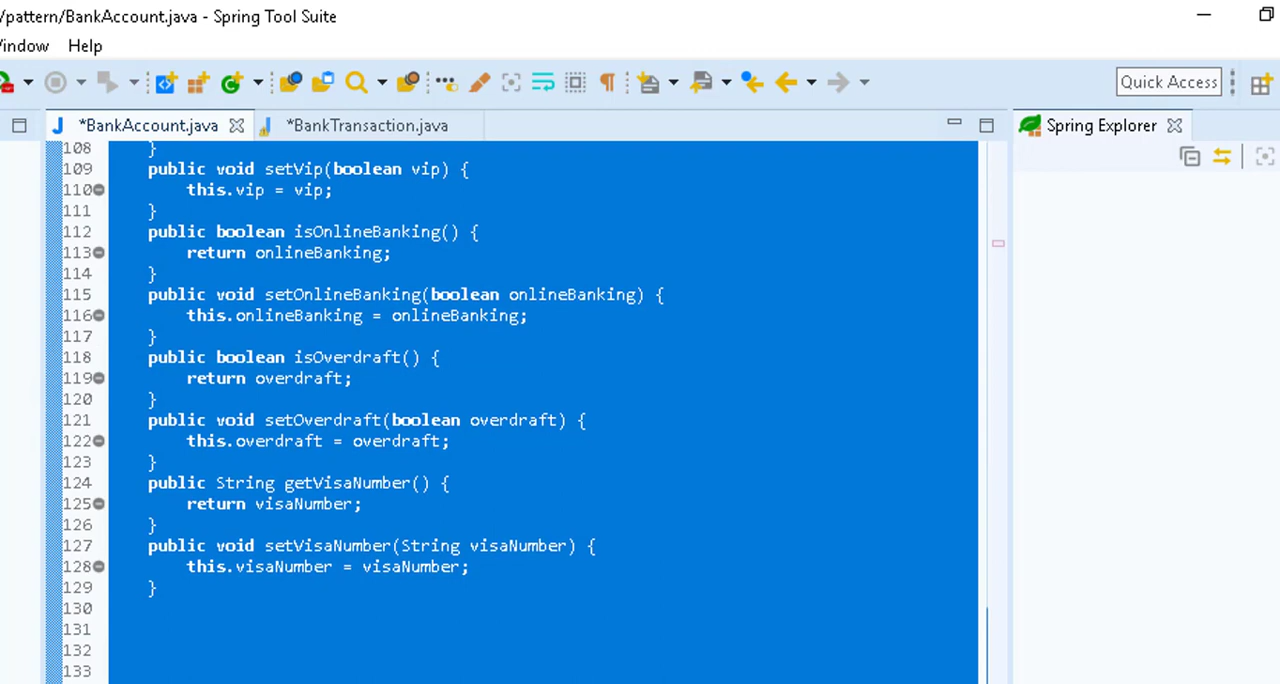 /pattern/BankAccount.java - Spring Tool Suite
Window Help
Quick Access
*BankAccount.java
*BankTransaction.java
Spring Explorer
108 }
109 public void setVip(boolean vip) {
110 this.vip = vip;
111 }
112 public boolean isOnlineBanking() {
113 return onlineBanking;
114 }
115 public void setOnlineBanking(boolean onlineBanking) {
116 this.onlineBanking = onlineBanking;
117 }
118 public boolean isOverdraft() {
119 return overdraft;
120 }
121 public void setOverdraft(boolean overdraft) {
122 this.overdraft = overdraft;
123 }
124 public String getVisaNumber() {
125 return visaNumber;
126 }
127 public void setVisaNumber(String visaNumber) {
128 this.visaNumber = visaNumber;
129 }
130
131
132
133